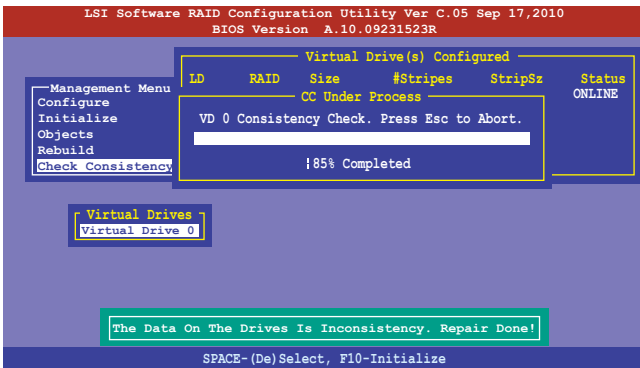 LSI Software RAID Configuration Utility Ver C.05 Sep 17,2010
BIOS Version A.10.09231523R
Virtual Drive(s) Configured
LD RAID Size #Stripes StripSz Status
ONLINE
Management Menu
Configure
Initialize
Objects
Rebuild
Check Consistency
CC Under Process
VD 0 Consistency Check. Press Esc to Abort.
¦85% Completed
Virtual Drives
Virtual Drive 0
The Data On The Drives Is Inconsistency. Repair Done!
SPACE-(De)Select, F10-Initialize